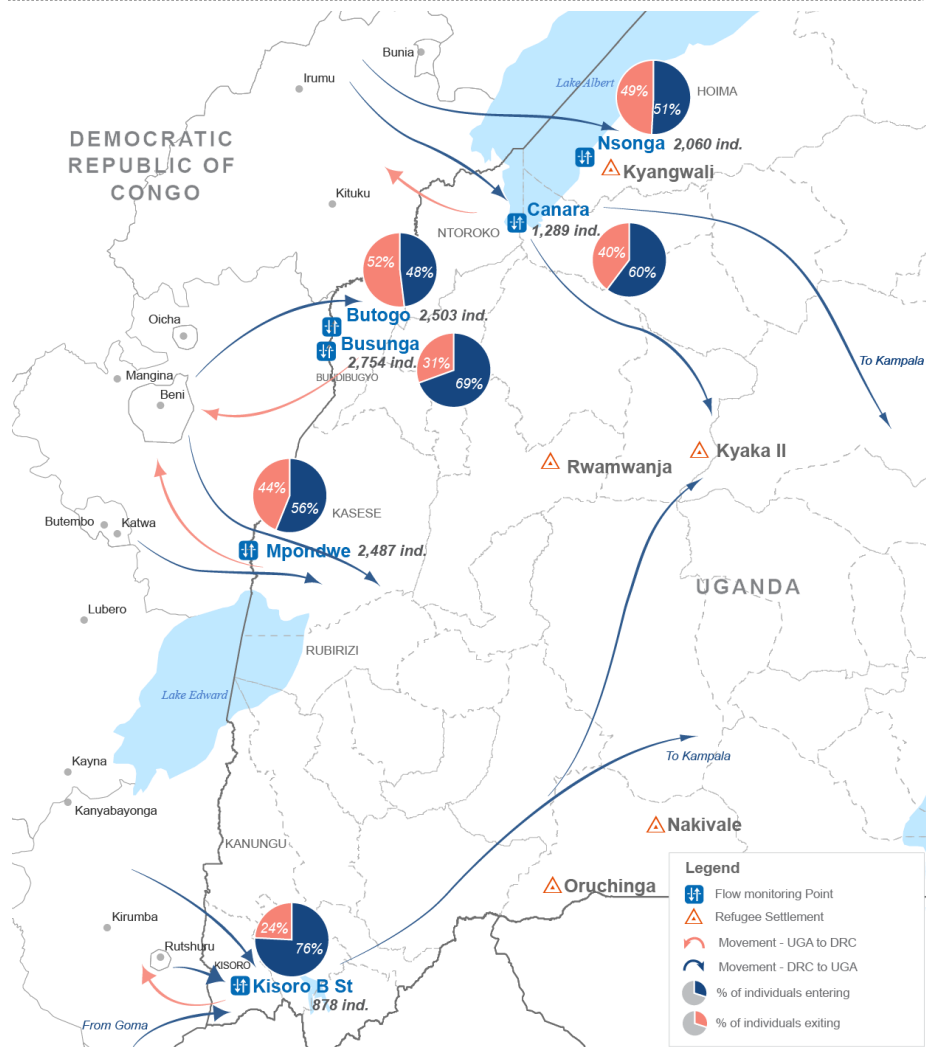 Bunia
Irumu
Lake Albert
49%
51%
HOIMA
DEMOCRATIC
REPUBLIC OF
CONGO
Nsonga 2,060 ind.
Kyangwali
Kituku
Canara
NTOROKO
1,289 ind.
40%
60%
52%
48%
Butogo 2,503 ind.
Oicha
Busunga
2,754 ind.
To Kampala
31%
69%
BUNDIBUGYO
Mangina
Beni
Rwamwanja
Kyaka II
44%
56%
KASESE
Butembo
Katwa
Mpondwe 2,487 ind.
UGANDA
Lubero
RUBIRIZI
Lake Edward
Kayna
To Kampala
Kanyabayonga
Nakivale
KANUNGU
Oruchinga
Kirumba
24%
76%
Rutshuru
KISORO
Kisoro B St
878 ind.
From Goma
Legend
Flow monitoring Point
Refugee Settlement
Movement - UGA to DRC
Movement - DRC to UGA
% of individuals entering
% of individuals exiting